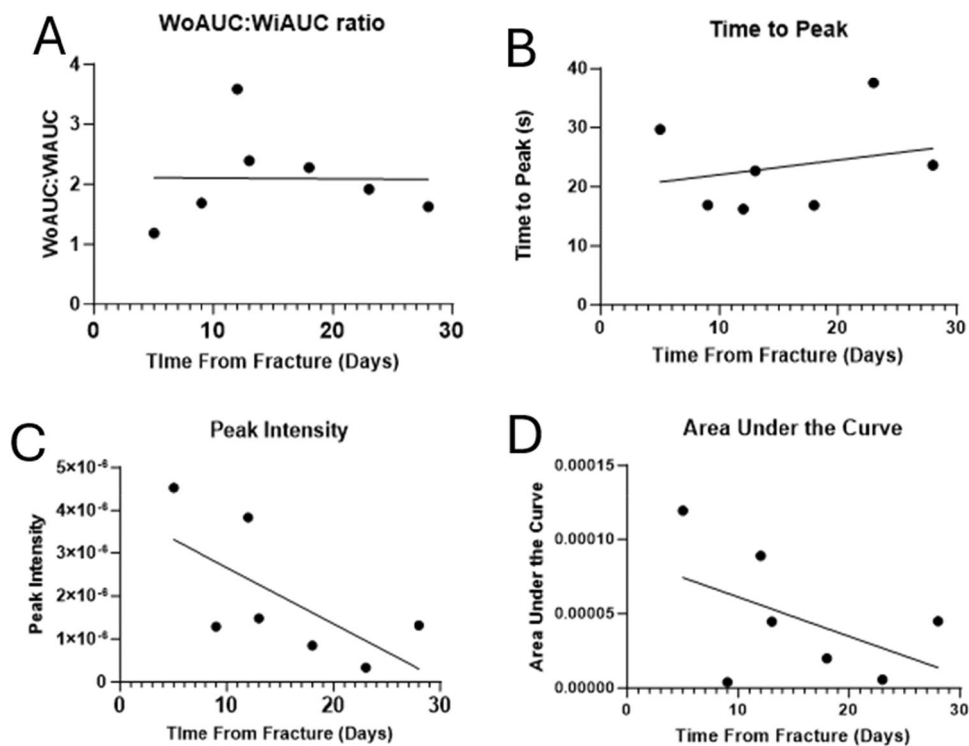 A
WoAUC:WiAUC ratio
WoAUC:WiAUC
4
3
2
1
0
0 10 20 30
TIme From Fracture (Days)
B
Time to Peak
Time to Peak (s)
40
30
20
10
0
0 10 20 30
Time From Fracture (Days)
C
Peak Intensity
Peak Intensity
5×10⁻⁶
4×10⁻⁶
3×10⁻⁶
2×10⁻⁶
1×10⁻⁶
0
0 10 20 30
TIme From Fracture (Days)
D
Area Under the Curve
Area Under the Curve
0.00015
0.00010
0.00005
0.00000
0 10 20 30
TIme From Fracture (Days)